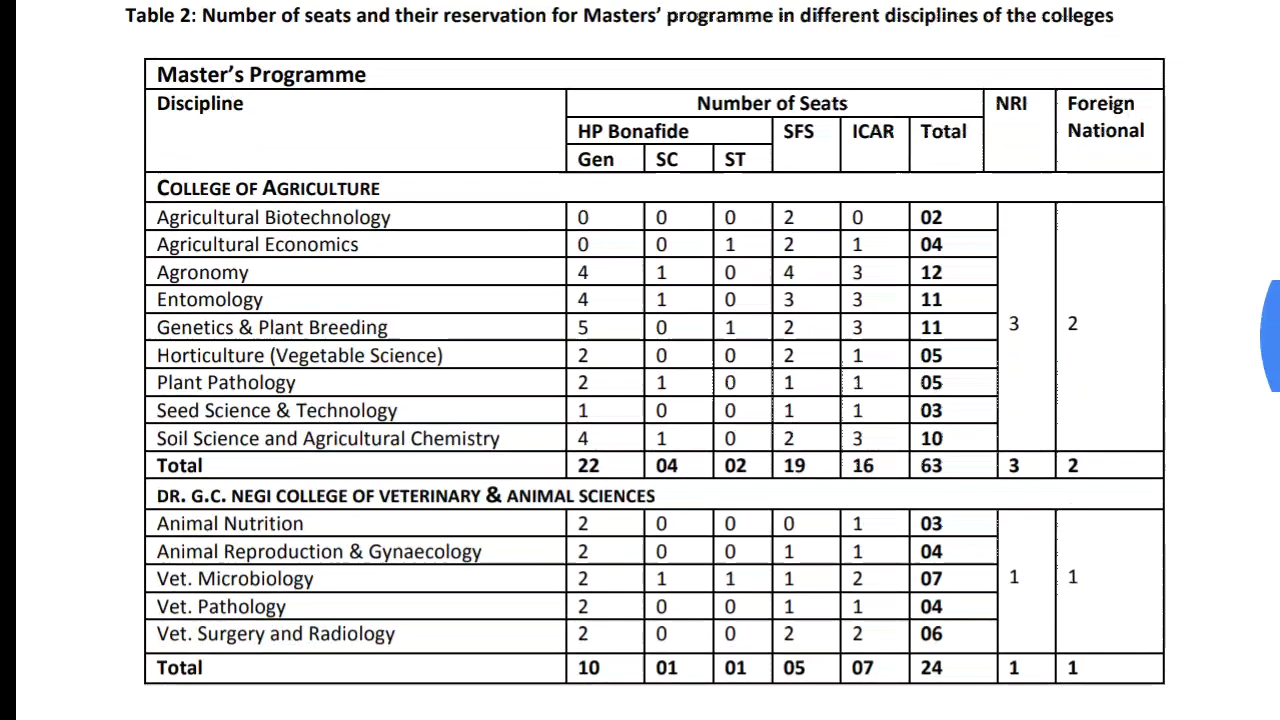 Table 2: Number of seats and their reservation for Masters’ programme in different disciplines of the colleges
Master’s Programme
Discipline Number of Seats NRI Foreign National
HP Bonafide SFS ICAR Total
Gen SC ST
COLLEGE OF AGRICULTURE
Agricultural Biotechnology 0 0 0 2 0 02
Agricultural Economics 0 0 1 2 1 04
Agronomy 4 1 0 4 3 12
Entomology 4 1 0 3 3 11
Genetics & Plant Breeding 5 0 1 2 3 11 3 2
Horticulture (Vegetable Science) 2 0 0 2 1 05
Plant Pathology 2 1 0 1 1 05
Seed Science & Technology 1 0 0 1 1 03
Soil Science and Agricultural Chemistry 4 1 0 2 3 10
Total 22 04 02 19 16 63 3 2
DR. G.C. NEGI COLLEGE OF VETERINARY & ANIMAL SCIENCES
Animal Nutrition 2 0 0 0 1 03
Animal Reproduction & Gynaecology 2 0 0 1 1 04
Vet. Microbiology 2 1 1 1 2 07 1 1
Vet. Pathology 2 0 0 1 1 04
Vet. Surgery and Radiology 2 0 0 2 2 06
Total 10 01 01 05 07 24 1 1